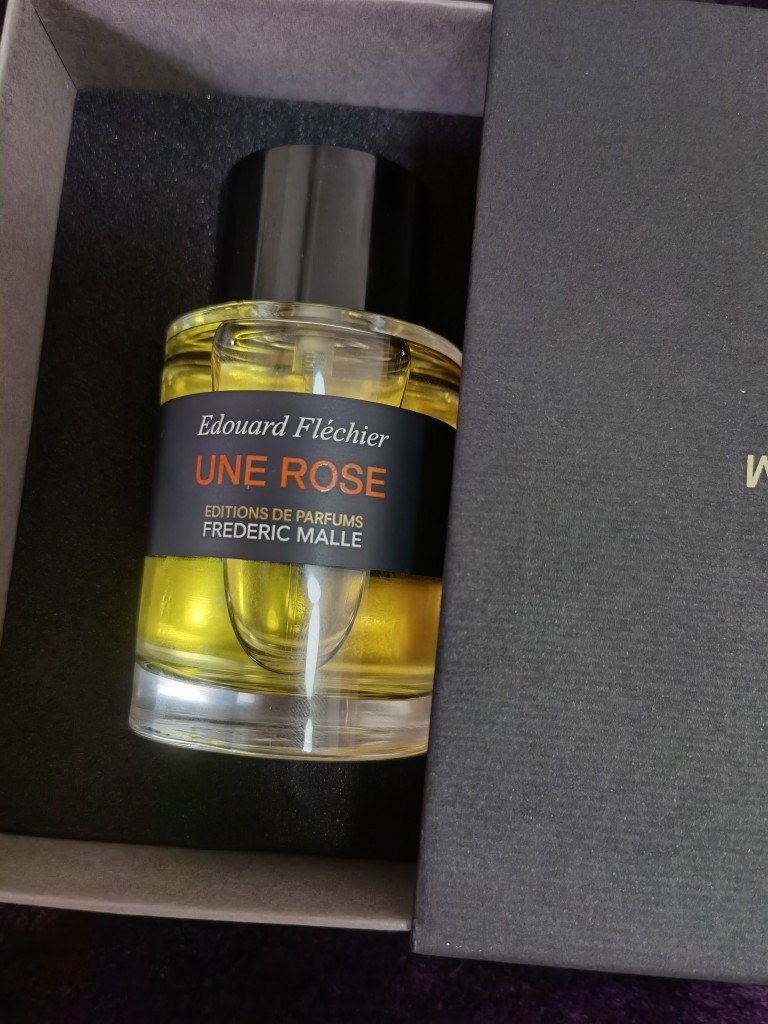 Edouard Fléchier
UNE ROSE
EDITIONS DE PARFUMS
FREDERIC MALLE